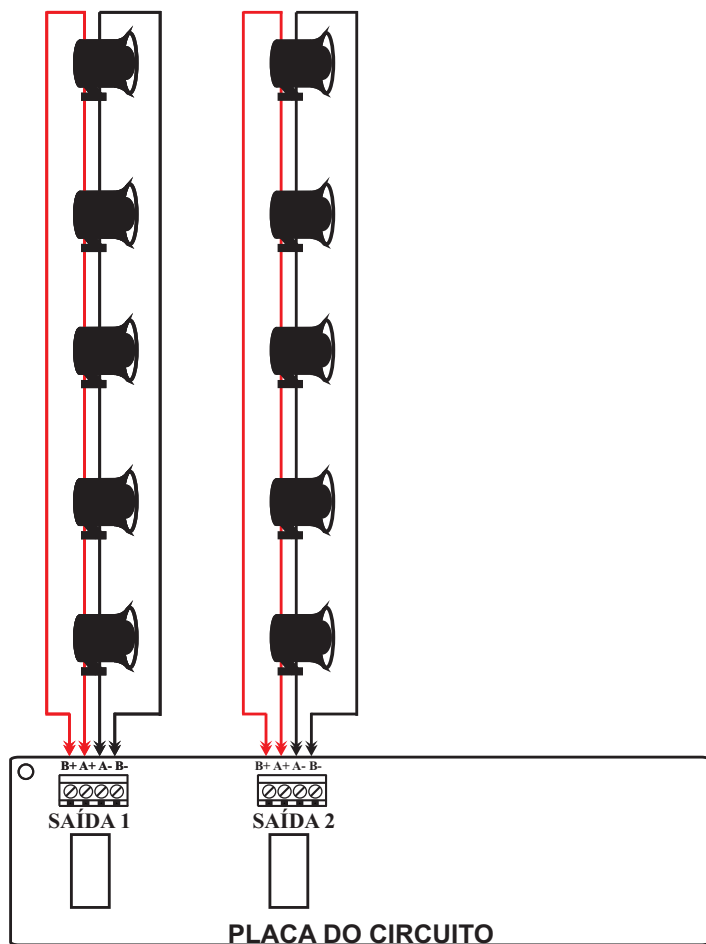 B+ A+ A- B-
B+ A+ A- B-
SAÍDA 1
SAÍDA 2
PLACA DO CIRCUITO